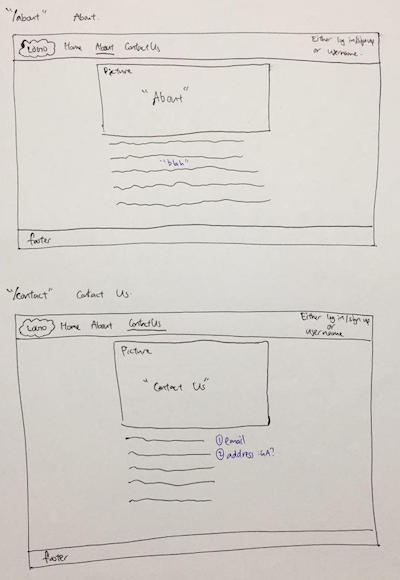 "/about" About.
Logo Home About Contact Us Either log in/sign up
or username.
Picture
"About"
"blah"
footer
"/contact" Contact Us.
Logo Home About Contact Us Either log in/sign up
or
username
Picture
"Contact Us"
① email
② address :
footer